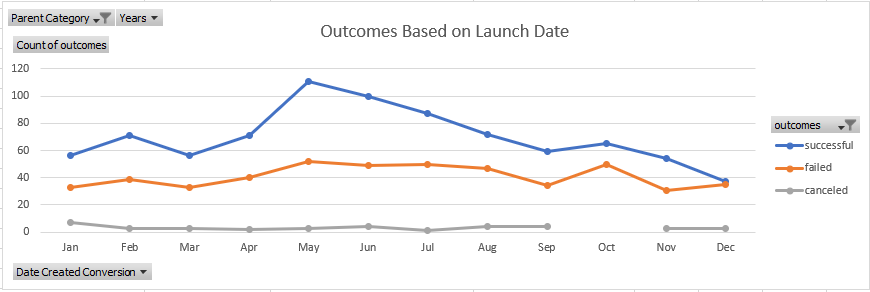 Parent Category Years
Outcomes Based on Launch Date
Count of outcomes
120
100
80
60
40
20
0
Jan Feb Mar Apr May Jun Jul Aug Sep Oct Nov Dec
outcomes
successful
failed
canceled
Date Created Conversion